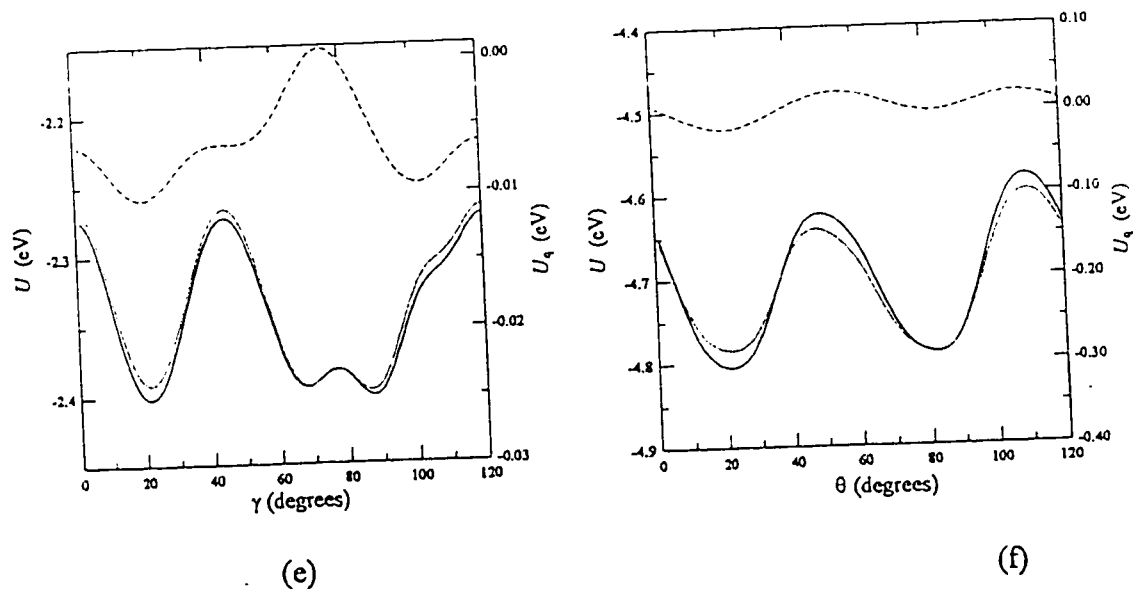 -2.2
-2.3
-2.4
U (eV)
0.00
-0.01
-0.02
-0.03
U_q (eV)
0 20 40 60 80 100 120
γ (degrees)
(e)
-4.4
-4.5
-4.6
-4.7
-4.8
-4.9
U (eV)
0.10
0.00
-0.10
-0.20
-0.30
-0.40
U_q (eV)
0 20 40 60 80 100 120
θ (degrees)
(f)